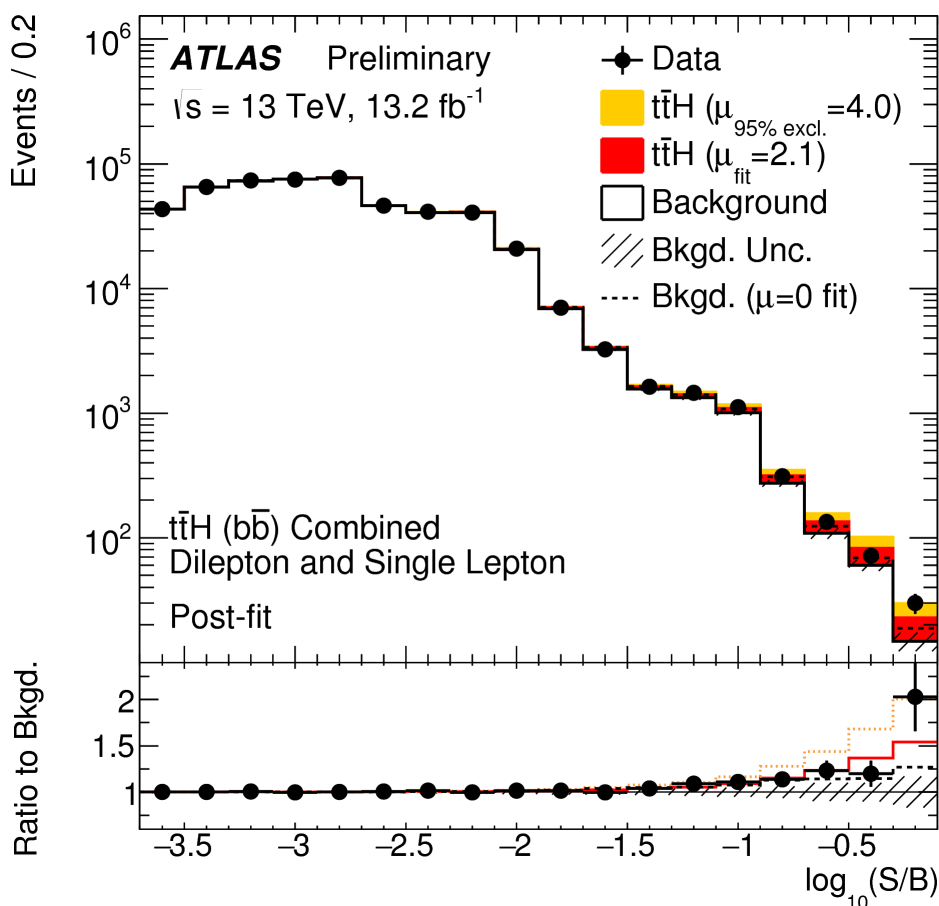 Events / 0.2
10⁶
10⁵
10⁴
10³
10²
ATLAS Preliminary
√s = 13 TeV, 13.2 fb⁻¹
Data
tt̄H (μ95% excl.=4.0)
tt̄H (μfit=2.1)
Background
Bkgd. Unc.
Bkgd. (μ=0 fit)
tt̄H (bb̄) Combined
Dilepton and Single Lepton
Post-fit
Ratio to Bkgd.
2
1.5
1
−3.5 −3 −2.5 −2 −1.5 −1 −0.5
log₁₀(S/B)